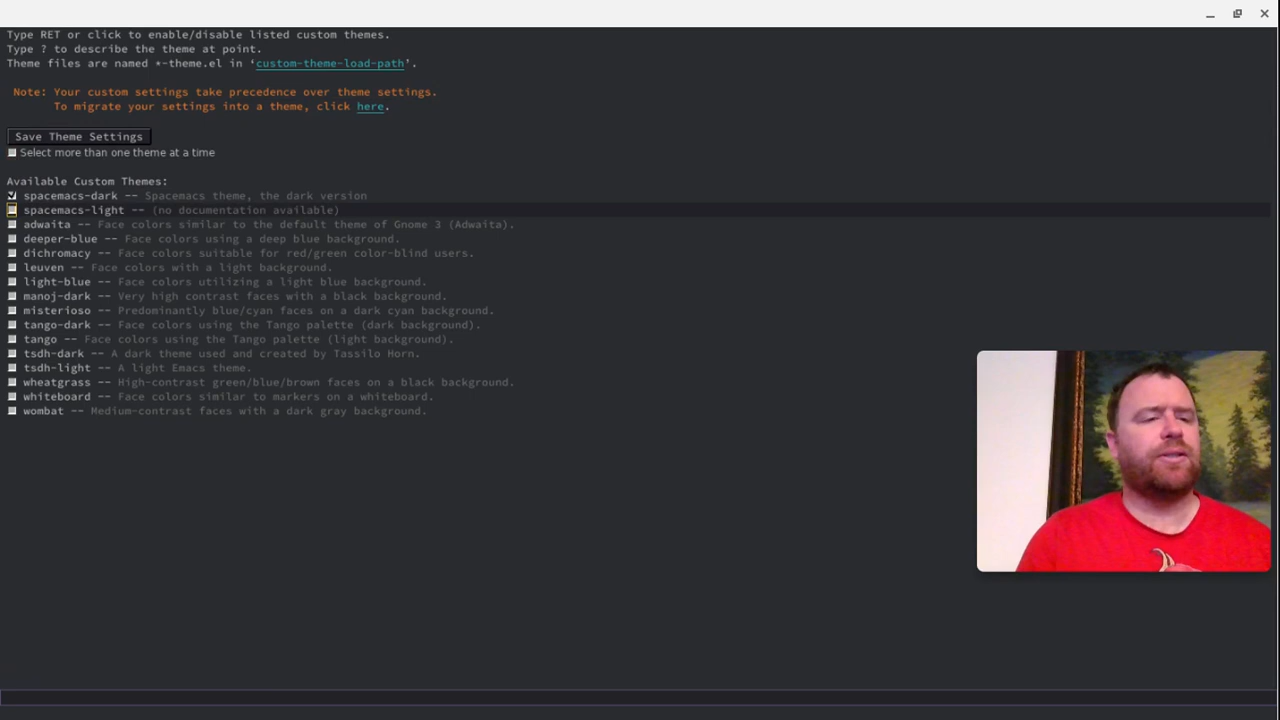 Type RET or click to enable/disable listed custom themes.
Type ? to describe the theme at point.
Theme files are named *-theme.el in ‘custom-theme-load-path’.
Note: Your custom settings take precedence over theme settings.
To migrate your settings into a theme, click here.
Save Theme Settings
Select more than one theme at a time
Available Custom Themes:
spacemacs-dark -- Spacemacs theme, the dark version
spacemacs-light -- (no documentation available)
adwaita -- Face colors similar to the default theme of Gnome 3 (Adwaita).
deeper-blue -- Face colors using a deep blue background.
dichromacy -- Face colors suitable for red/green color-blind users.
leuven -- Face colors with a light background.
light-blue -- Face colors utilizing a light blue background.
manoj-dark -- Very high contrast faces with a black background.
misterioso -- Predominantly blue/cyan faces on a dark cyan background.
tango-dark -- Face colors using the Tango palette (dark background).
tango -- Face colors using the Tango palette (light background).
tsdh-dark -- A dark theme used and created by Tassilo Horn.
tsdh-light -- A light Emacs theme.
wheatgrass -- High-contrast green/blue/brown faces on a black background.
whiteboard -- Face colors similar to markers on a whiteboard.
wombat -- Medium-contrast faces with a dark gray background.